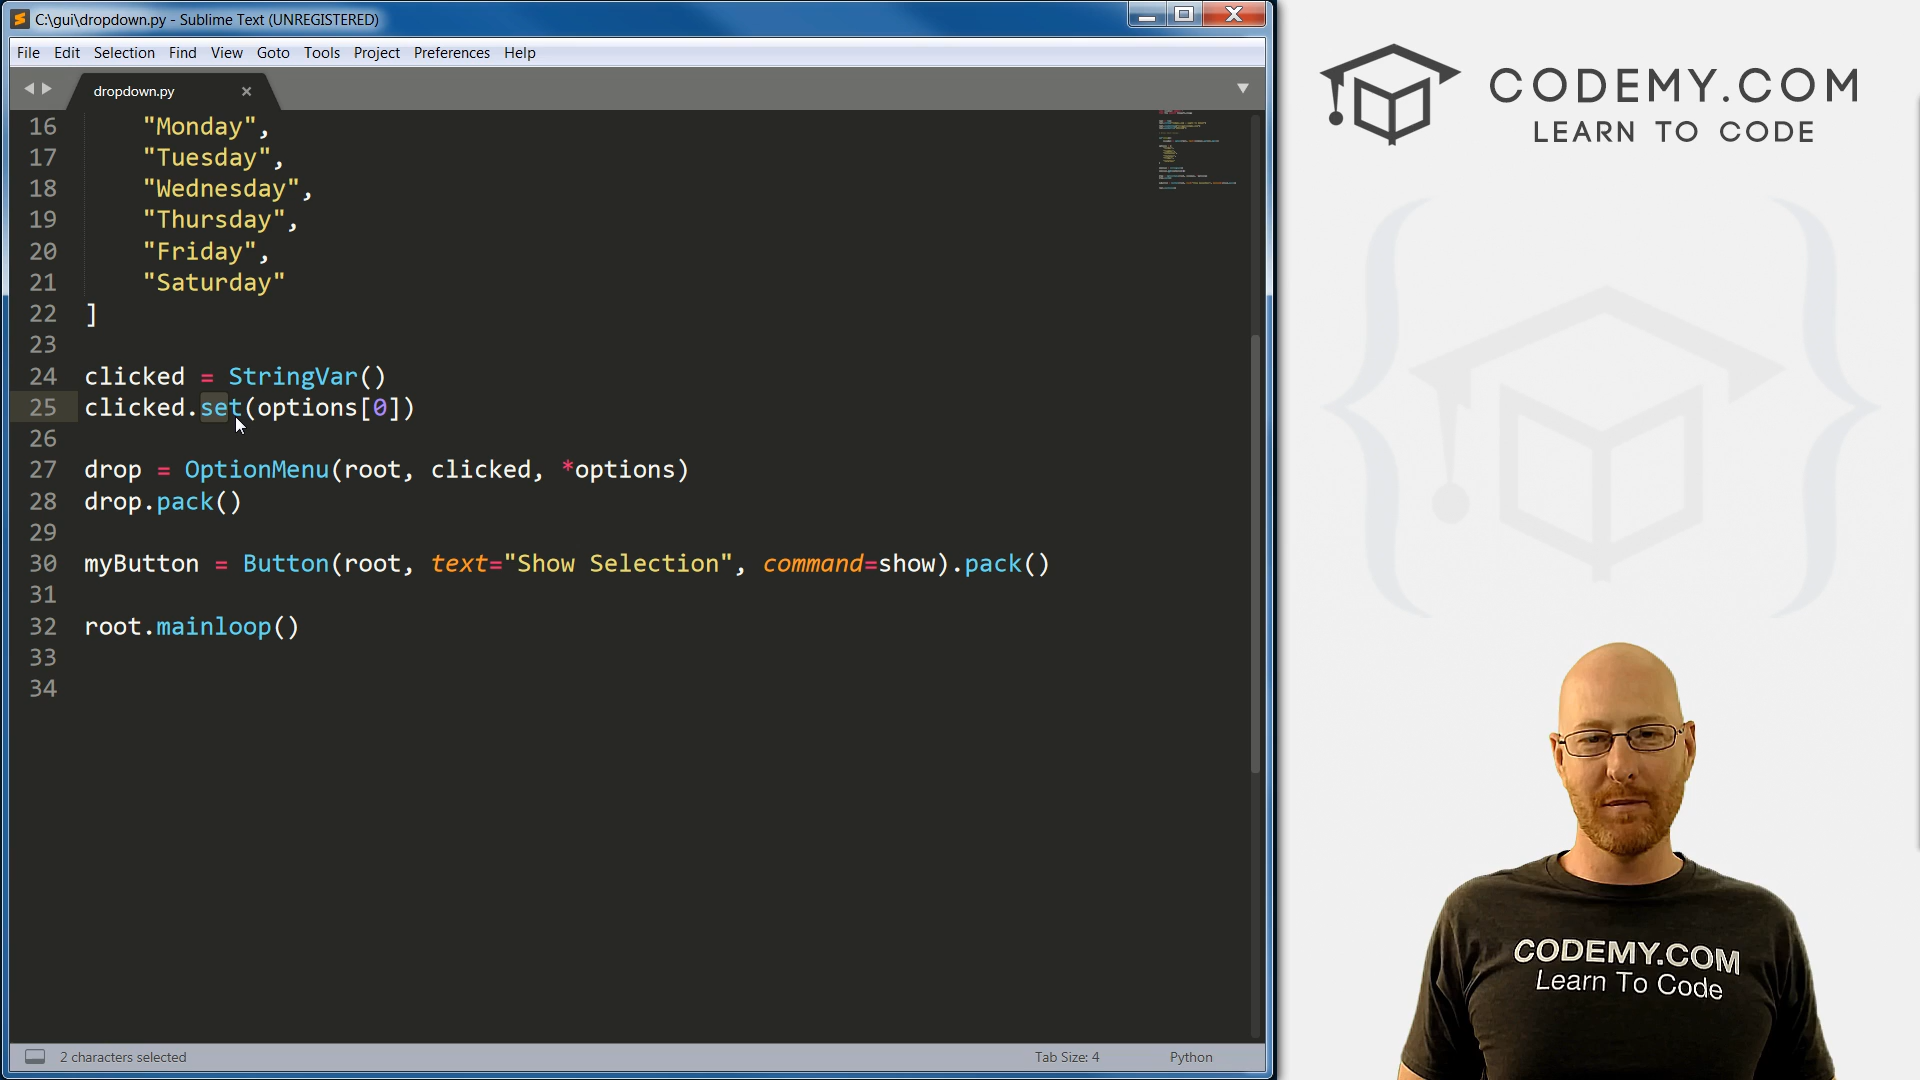 C:\gui\dropdown.py - Sublime Text (UNREGISTERED)
File Edit Selection Find View Goto Tools Project Preferences Help
dropdown.py
16 "Monday",
17 "Tuesday",
18 "Wednesday",
19 "Thursday",
20 "Friday",
21 "Saturday"
22 ]
23
24 clicked = StringVar()
25 clicked.set(options[0])
26
27 drop = OptionMenu(root, clicked, *options)
28 drop.pack()
29
30 myButton = Button(root, text="Show Selection", command=show).pack()
31
32 root.mainloop()
33
34
2 characters selected
Tab Size: 4
Python
CODEMY.COM
LEARN TO CODE
CODEMY.COM
Learn To Code